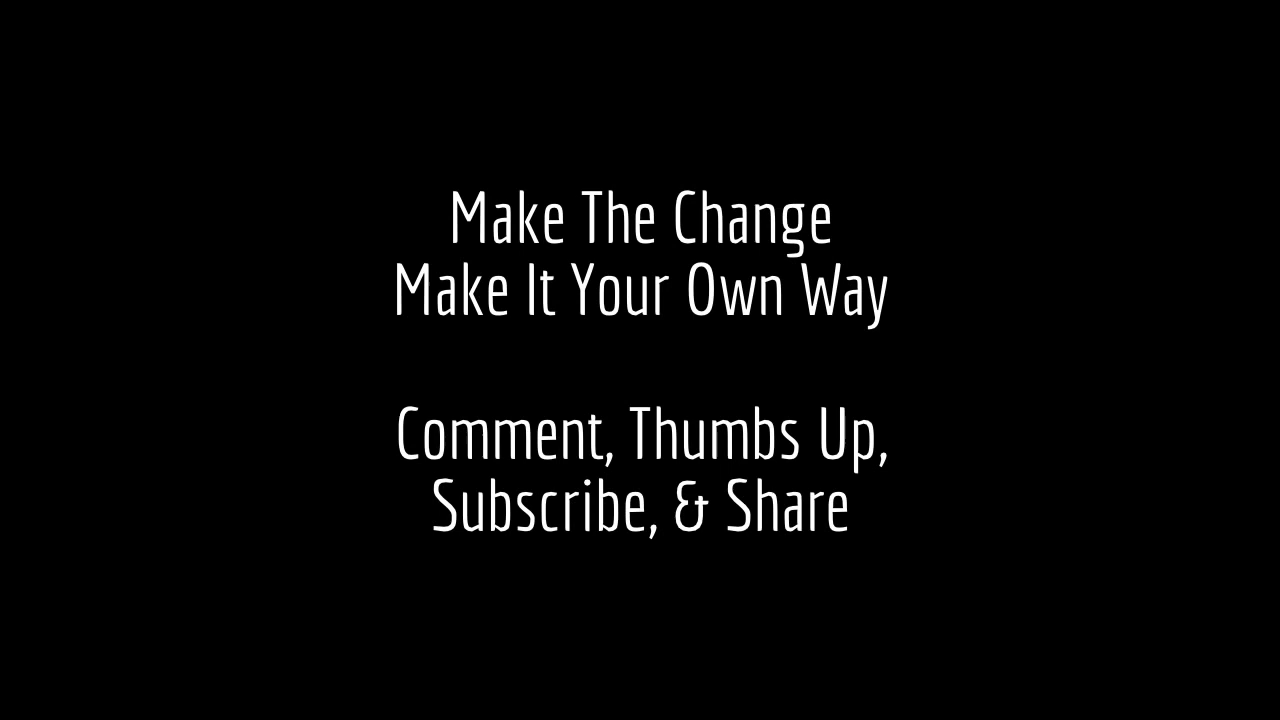 Make The Change
Make It Your Own Way
Comment, Thumbs Up,
Subscribe, & Share